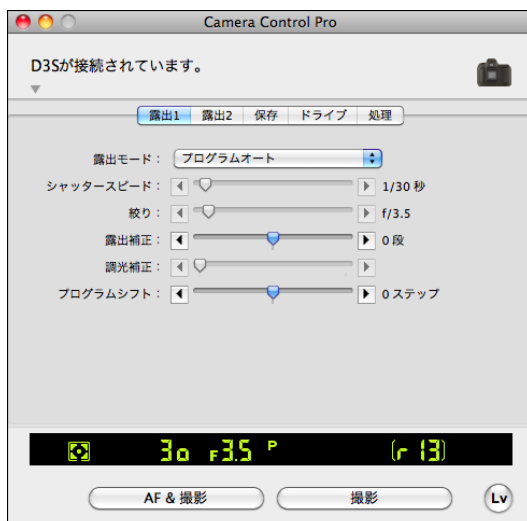 Camera Control Pro
D3Sが接続されています。
露出1 露出2 保存 ドライブ 処理
露出モード： プログラムオート
シャッタースピード： 1/30 秒
絞り： f/3.5
露出補正： 0 段
調光補正：
プログラムシフト： 0 ステップ
30 F3.5 P (r 13)
AF & 撮影 撮影 Lv